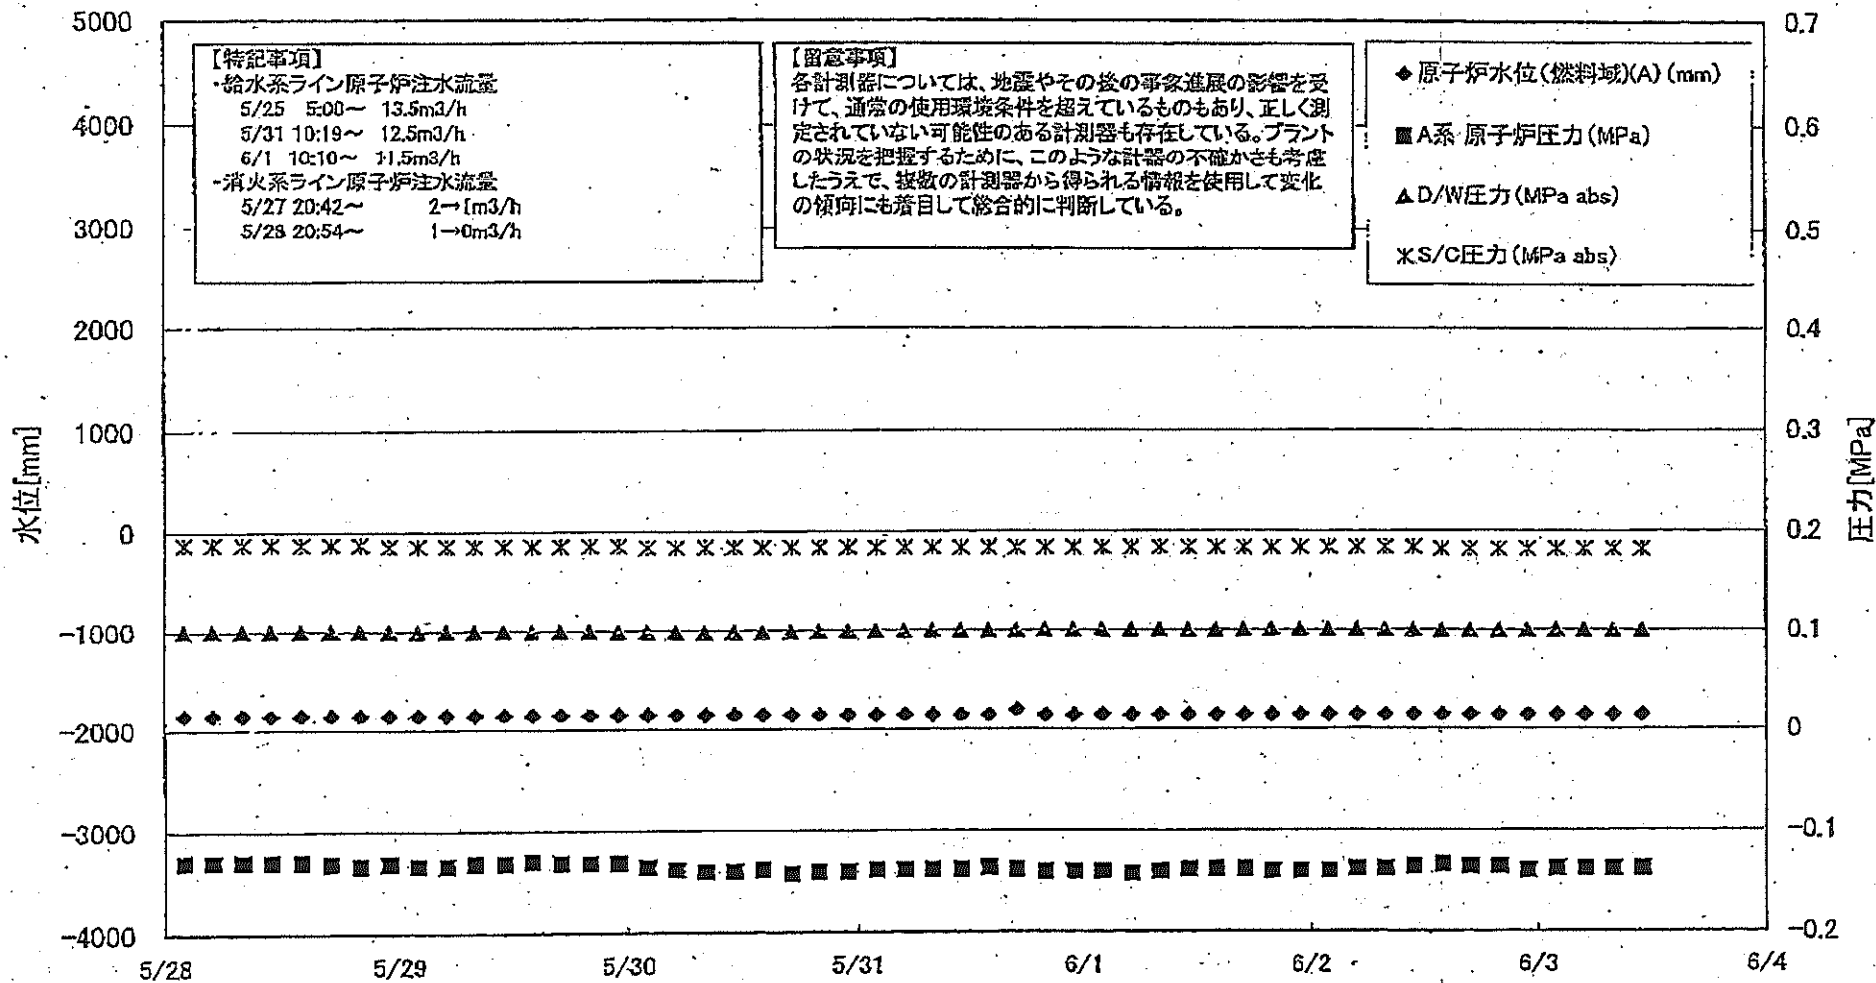 5000
4000
3000
2000
1000
0
-1000
-2000
-3000
-4000
水位[mm]
【特記事項】
・給水系ライン原子炉注水流量
5/25 5:00～ 13.5m3/h
5/31 10:19～ 12.5m3/h
6/1 10:10～ 11.5m3/h
・消火系ライン原子炉注水流量
5/27 20:42～ 2→1m3/h
5/28 20:54～ 1→0m3/h
【留意事項】
各計測器については、地震やその後の事象進展の影響を受
けて、通常の使用環境条件を超えているものもあり、正しく測
定されていない可能性のある計測器も存在している。プラント
の状況を把握するために、このような計器の不確かさも考慮
したうえで、複数の計測器から得られる情報を使用して変化
の傾向にも着目して総合的に判断している。
◆原子炉水位(燃料域)(A)(mm)
■A系 原子炉圧力(MPa)
▲D/W圧力(MPa abs)
*S/C圧力(MPa abs)
0.7
0.6
0.5
0.4
0.3
0.2
0.1
0
-0.1
-0.2
圧力[MPa]
5/28
5/29
5/30
5/31
6/1
6/2
6/3
6/4